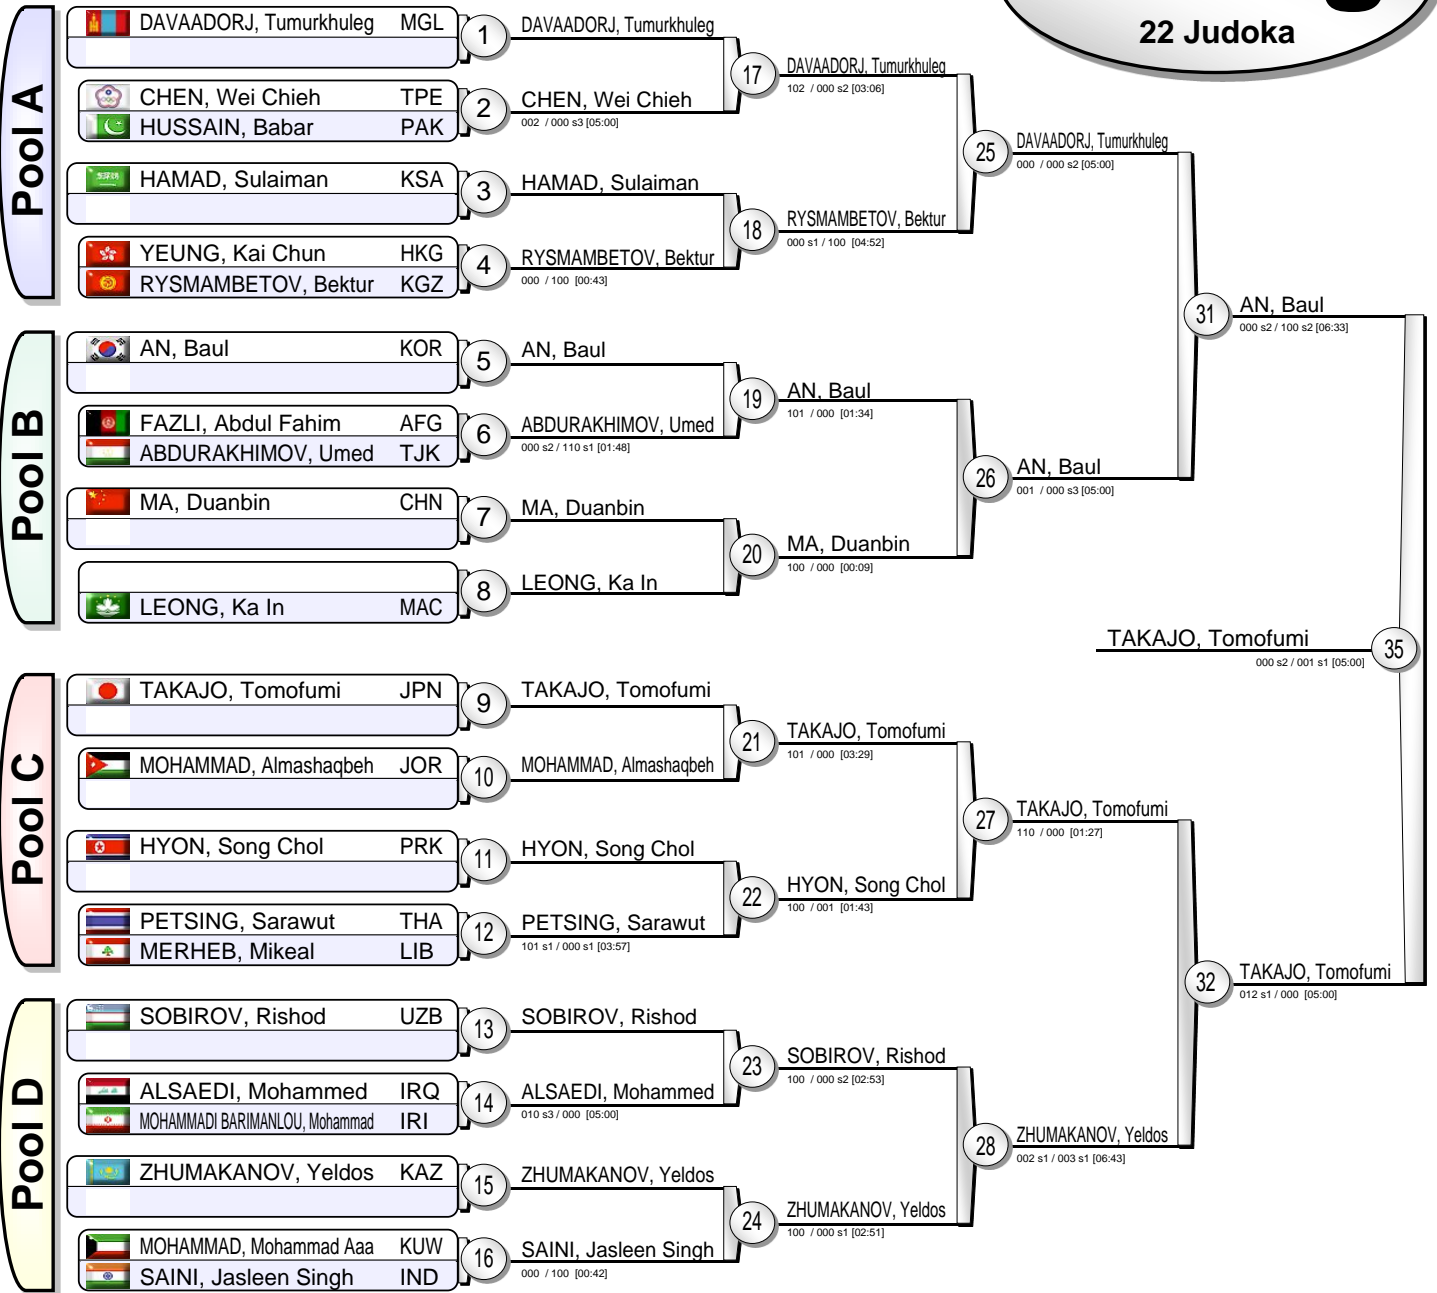 22 Judoka
Pool A
DAVAADORJ, Tumurkhuleg MGL
1
DAVAADORJ, Tumurkhuleg
CHEN, Wei Chieh TPE
HUSSAIN, Babar PAK
2
CHEN, Wei Chieh
002 / 000 s3 [05:00]
17
DAVAADORJ, Tumurkhuleg
102 / 000 s2 [03:06]
HAMAD, Sulaiman KSA
3
HAMAD, Sulaiman
YEUNG, Kai Chun HKG
RYSMAMBETOV, Bektur KGZ
4
RYSMAMBETOV, Bektur
000 / 100 [00:43]
18
RYSMAMBETOV, Bektur
000 s1 / 100 [04:52]
25
DAVAADORJ, Tumurkhuleg
000 / 000 s2 [05:00]
Pool B
AN, Baul KOR
5
AN, Baul
FAZLI, Abdul Fahim AFG
ABDURAKHIMOV, Umed TJK
6
ABDURAKHIMOV, Umed
000 s2 / 110 s1 [01:48]
19
AN, Baul
101 / 000 [01:34]
MA, Duanbin CHN
7
MA, Duanbin
LEONG, Ka In MAC
8
LEONG, Ka In
20
MA, Duanbin
100 / 000 [00:09]
26
AN, Baul
001 / 000 s3 [05:00]
31
AN, Baul
000 s2 / 100 s2 [06:33]
TAKAJO, Tomofumi
000 s2 / 001 s1 [05:00]
35
Pool C
TAKAJO, Tomofumi JPN
9
TAKAJO, Tomofumi
MOHAMMAD, Almashaqbeh JOR
10
MOHAMMAD, Almashaqbeh
21
TAKAJO, Tomofumi
101 / 000 [03:29]
HYON, Song Chol PRK
11
HYON, Song Chol
PETSING, Sarawut THA
MERHEB, Mikeal LIB
12
PETSING, Sarawut
101 s1 / 000 s1 [03:57]
22
HYON, Song Chol
100 / 001 [01:43]
27
TAKAJO, Tomofumi
110 / 000 [01:27]
Pool D
SOBIROV, Rishod UZB
13
SOBIROV, Rishod
ALSAEDI, Mohammed IRQ
MOHAMMADI BARIMANLOU, Mohammad IRI
14
ALSAEDI, Mohammed
010 s3 / 000 [05:00]
23
SOBIROV, Rishod
100 / 000 s2 [02:53]
ZHUMAKANOV, Yeldos KAZ
15
ZHUMAKANOV, Yeldos
MOHAMMAD, Mohammad Aaa KUW
SAINI, Jasleen Singh IND
16
SAINI, Jasleen Singh
000 / 100 [00:42]
24
ZHUMAKANOV, Yeldos
100 / 000 s1 [02:51]
28
ZHUMAKANOV, Yeldos
002 s1 / 003 s1 [06:43]
32
TAKAJO, Tomofumi
012 s1 / 000 [05:00]